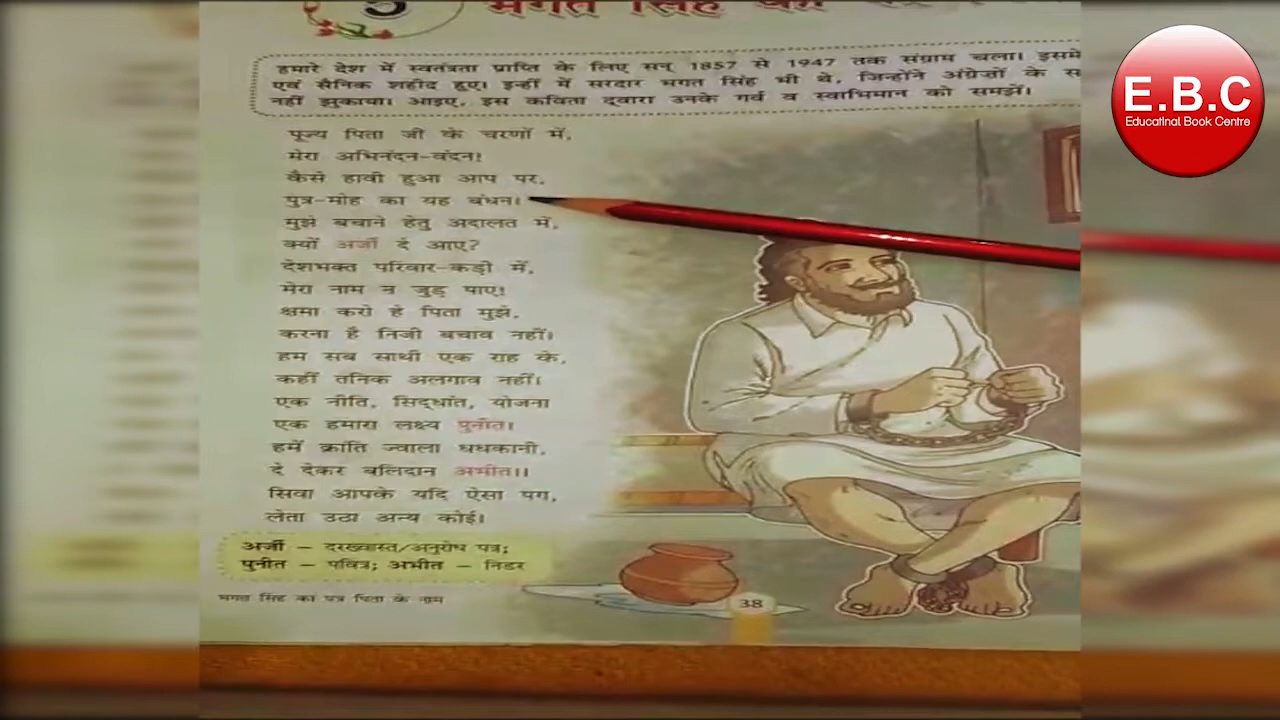 5
भगत सिंह का
हमारे देश में स्वतंत्रता प्राप्ति के लिए सन् 1857 से 1947 तक संग्राम चला। इसमें
एवं सैनिक शहीद हुए। इन्हीं में सरदार भगत सिंह भी थे, जिन्होंने अंग्रेज़ों के
नहीं झुकाया। आइए, इस कविता द्वारा उनके गर्व व स्वाभिमान को समझें।
E.B.C
Educatinal Book Centre
पूज्य पिता जी के चरणों में,
मेरा अभिनंदन-वंदन!
कैसे हावी हुआ आप पर,
पुत्र-मोह का यह बंधन।
मुझे बचाने हेतु अदालत में,
क्यों अर्जी दे आए?
देशभक्त परिवार-कड़ी में,
मेरा नाम न जुड़ पाए!
क्षमा करो हे पिता मुझे,
करना है निजी बचाव नहीं।
हम सब साथी एक राह के,
कहीं तनिक अलगाव नहीं।
एक नीति, सिद्धांत, योजना
एक हमारा लक्ष्य पुनीत।
हमें क्रांति ज्वाला धधकानी,
दे देकर बलिदान अभीत।।
सिवा आपके यदि ऐसा पग,
लेता उठा अन्य कोई।
अर्जी – दरख्वास्त/अनुरोध पत्र;
पुनीत – पवित्र; अभीत – निडर
भगत सिंह का पत्र पिता के नाम
38